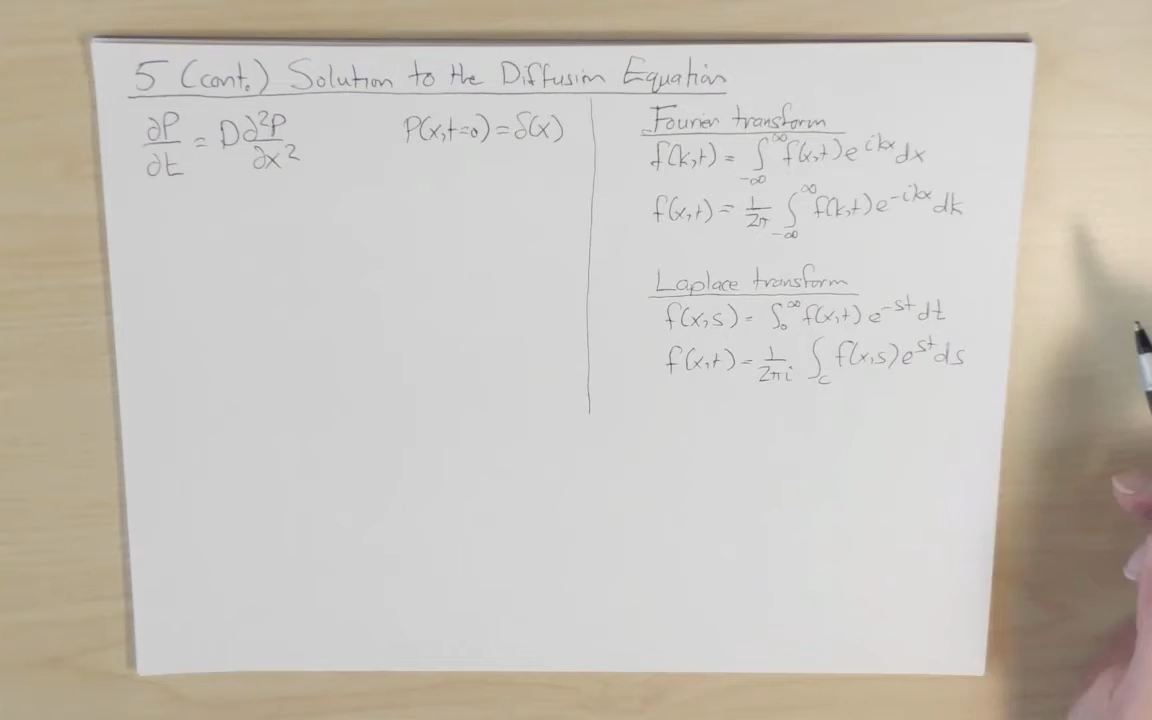 5 (cont.) Solution to the Diffusion Equation
∂P/∂t = D ∂²P/∂x²
P(x,t=0) = δ(x)
Fourier transform
f(k,t) = ∫_{-∞}^{∞} f(x,t) e^{ikx} dx
f(x,t) = 1/2π ∫_{-∞}^{∞} f(k,t) e^{-ikx} dk
Laplace transform
f(x,s) = ∫_0^∞ f(x,t) e^{-st} dt
f(x,t) = 1/2πi ∫_C f(x,s) e^{st} ds